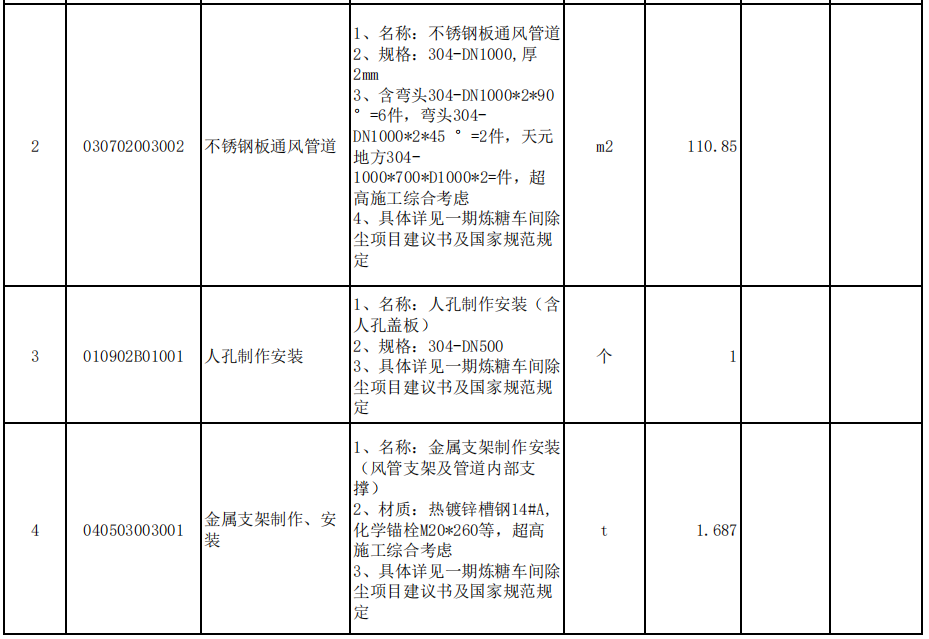 2
030702003002
不锈钢板通风管道
1、名称：不锈钢板通风管道
2、规格：304-DN1000,厚
2mm
3、含弯头304-DN1000*2*90
°=6件，弯头304-
DN1000*2*45 °=2件，天元
地方304-
1000*700*D1000*2=件，超
高施工综合考虑
4、具体详见一期炼糖车间除
尘项目建议书及国家规范规
定
m2
110.85
3
010902B01001
人孔制作安装
1、名称：人孔制作安装（含
人孔盖板）
2、规格：304-DN500
3、具体详见一期炼糖车间除
尘项目建议书及国家规范规
定
个
1
4
040503003001
金属支架制作、安
装
1、名称：金属支架制作安装
（风管支架及管道内部支
撑）
2、材质：热镀锌槽钢14#A,
化学锚栓M20*260等，超高
施工综合考虑
3、具体详见一期炼糖车间除
尘项目建议书及国家规范规
定
t
1.687